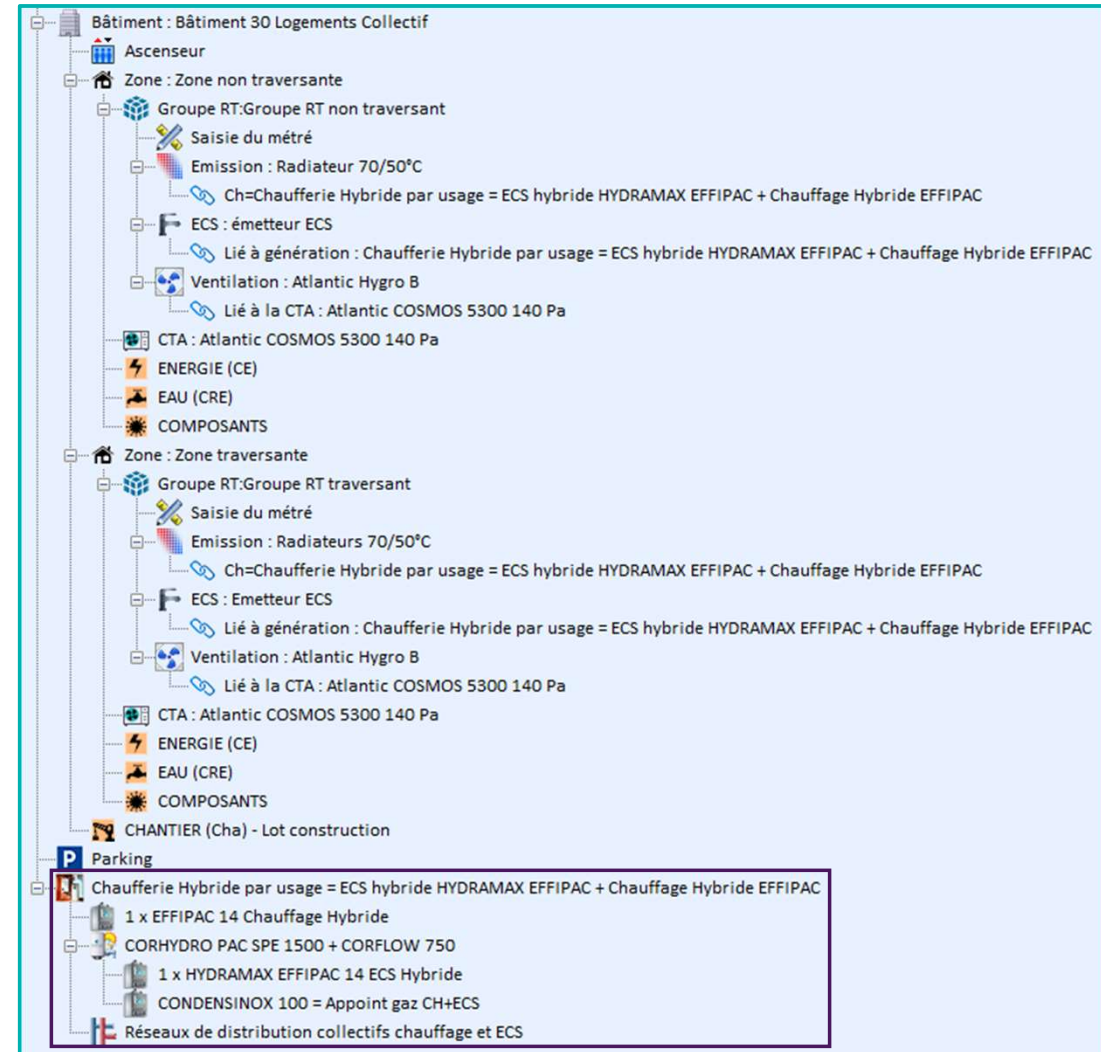 Bâtiment : Bâtiment 30 Logements Collectif
Ascenseur
Zone : Zone non traversante
Groupe RT:Groupe RT non traversant
Saisie du métré
Emission : Radiateur 70/50°C
Ch=Chaufferie Hybride par usage = ECS hybride HYDRAMAX EFFIPAC + Chauffage Hybride EFFIPAC
ECS : émetteur ECS
Lié à génération : Chaufferie Hybride par usage = ECS hybride HYDRAMAX EFFIPAC + Chauffage Hybride EFFIPAC
Ventilation : Atlantic Hygro B
Lié à la CTA : Atlantic COSMOS 5300 140 Pa
CTA : Atlantic COSMOS 5300 140 Pa
ENERGIE (CE)
EAU (CRE)
COMPOSANTS
Zone : Zone traversante
Groupe RT:Groupe RT traversant
Saisie du métré
Emission : Radiateurs 70/50°C
Ch=Chaufferie Hybride par usage = ECS hybride HYDRAMAX EFFIPAC + Chauffage Hybride EFFIPAC
ECS : Emetteur ECS
Lié à génération : Chaufferie Hybride par usage = ECS hybride HYDRAMAX EFFIPAC + Chauffage Hybride EFFIPAC
Ventilation : Atlantic Hygro B
Lié à la CTA : Atlantic COSMOS 5300 140 Pa
CTA : Atlantic COSMOS 5300 140 Pa
ENERGIE (CE)
EAU (CRE)
COMPOSANTS
CHANTIER (Cha) - Lot construction
P Parking
Chaufferie Hybride par usage = ECS hybride HYDRAMAX EFFIPAC + Chauffage Hybride EFFIPAC
1 x EFFIPAC 14 Chauffage Hybride
CORHYDRO PAC SPE 1500 + CORFLOW 750
1 x HYDRAMAX EFFIPAC 14 ECS Hybride
CONDENSINOX 100 = Appoint gaz CH+ECS
Réseaux de distribution collectifs chauffage et ECS